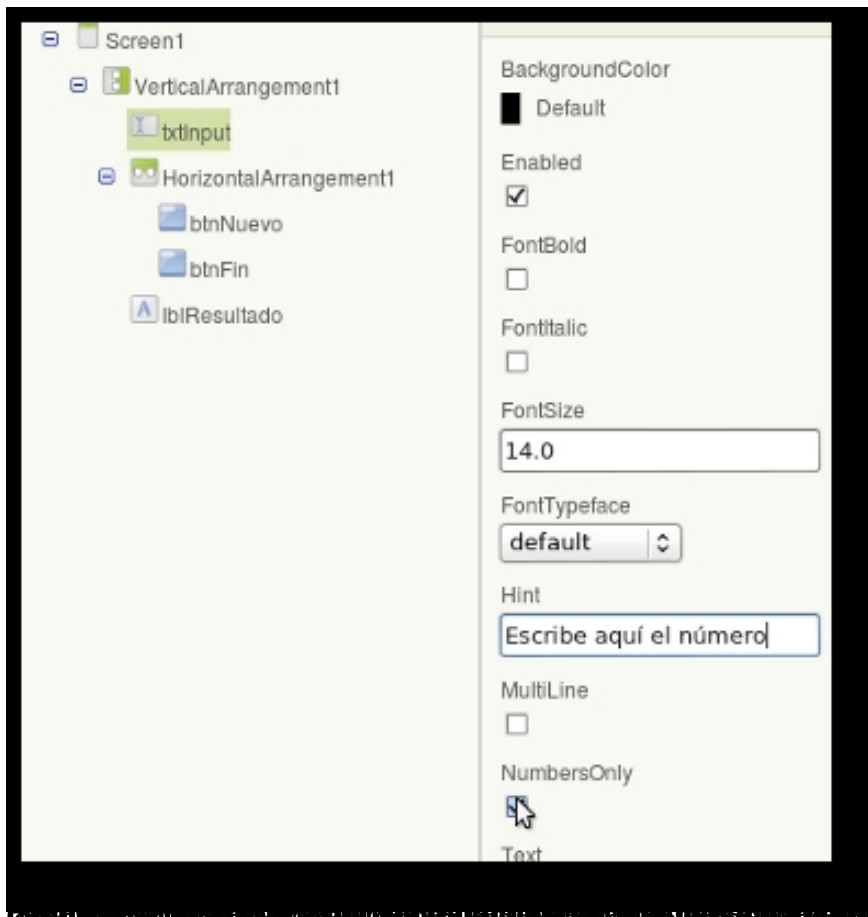 Screen1
VerticalArrangement1
txtInput
HorizontalArrangement1
btnNuevo
btnFin
lblResultado
BackgroundColor
Default
Enabled
FontBold
FontItalic
FontSize
14.0
FontTypeface
default
Hint
Escribe aquí el número
MultiLine
NumbersOnly
Text